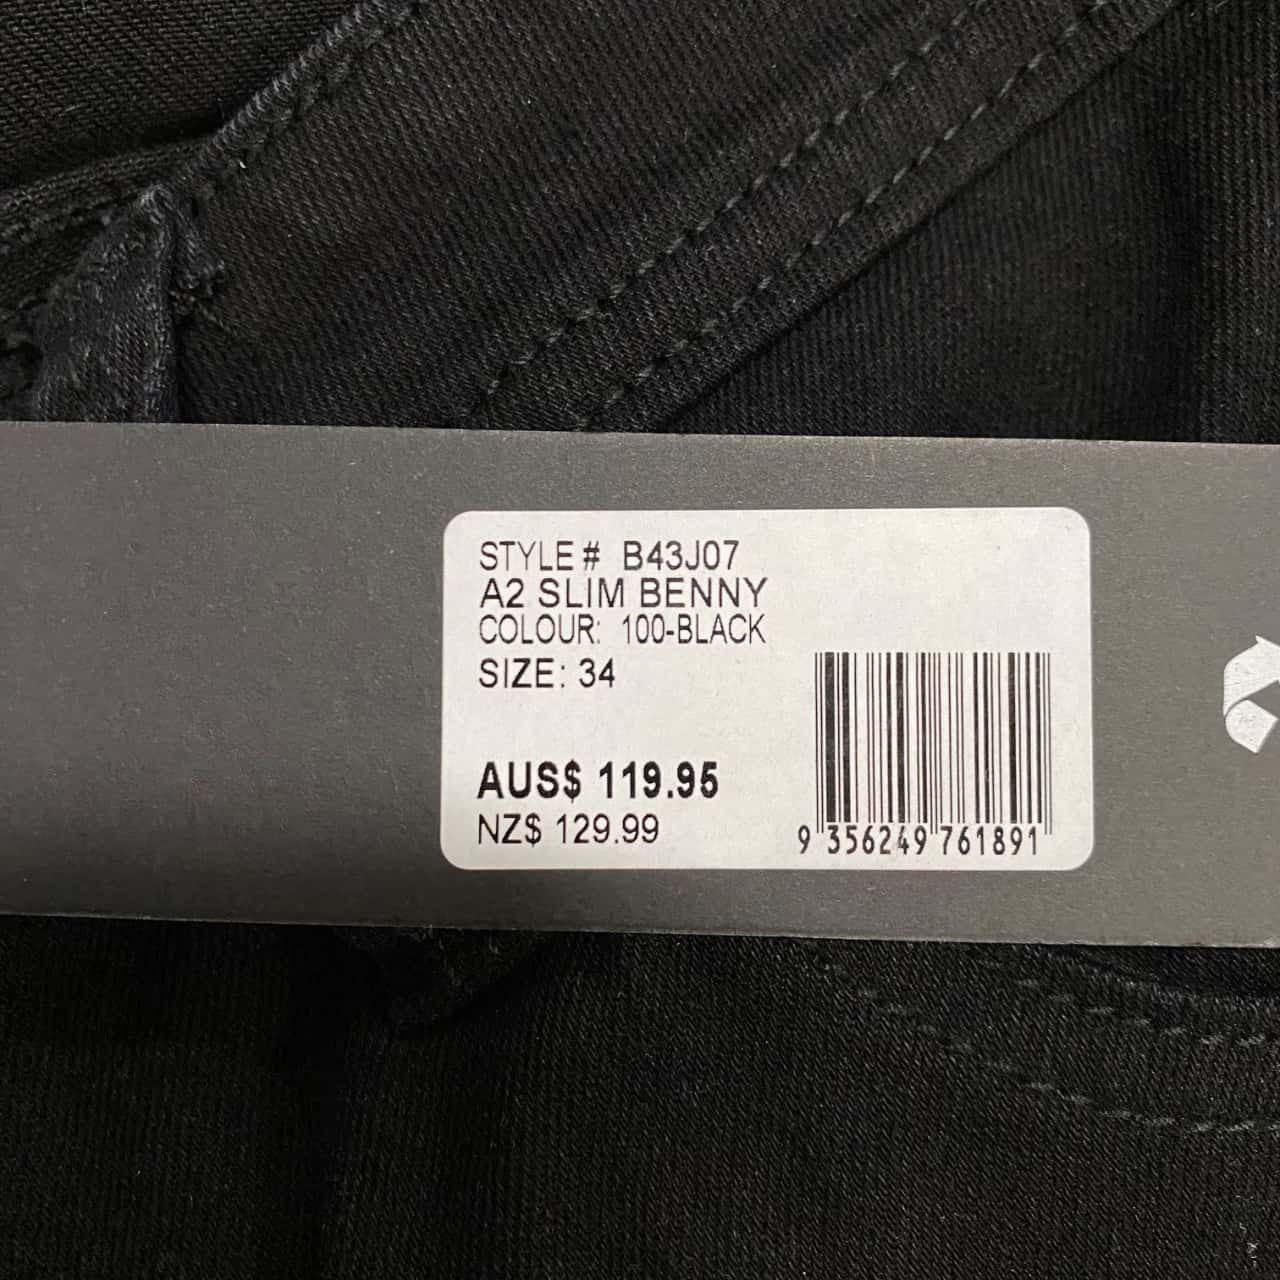 STYLE# B43J07
A2 SLIM BENNY
COLOUR: 100-BLACK
SIZE: 34
AUS$ 119.95
NZ$ 129.99
9 356249 761891